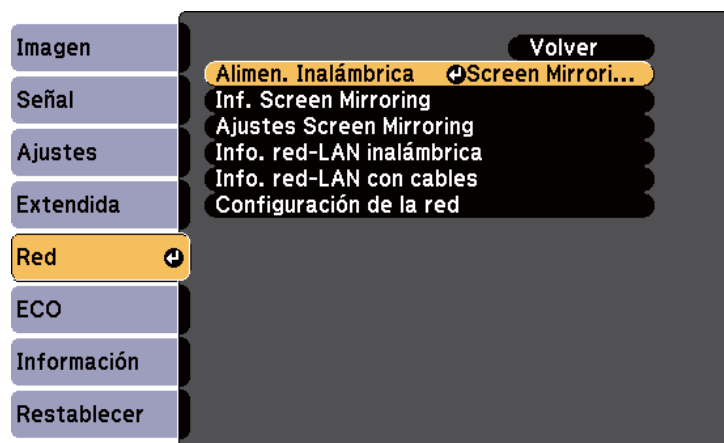 Imagen
Señal
Ajustes
Extendida
Red
ECO
Información
Restablecer
Volver
Alimen. Inalámbrica Screen Mirrori...
Inf. Screen Mirroring
Ajustes Screen Mirroring
Info. red-LAN inalámbrica
Info. red-LAN con cables
Configuración de la red